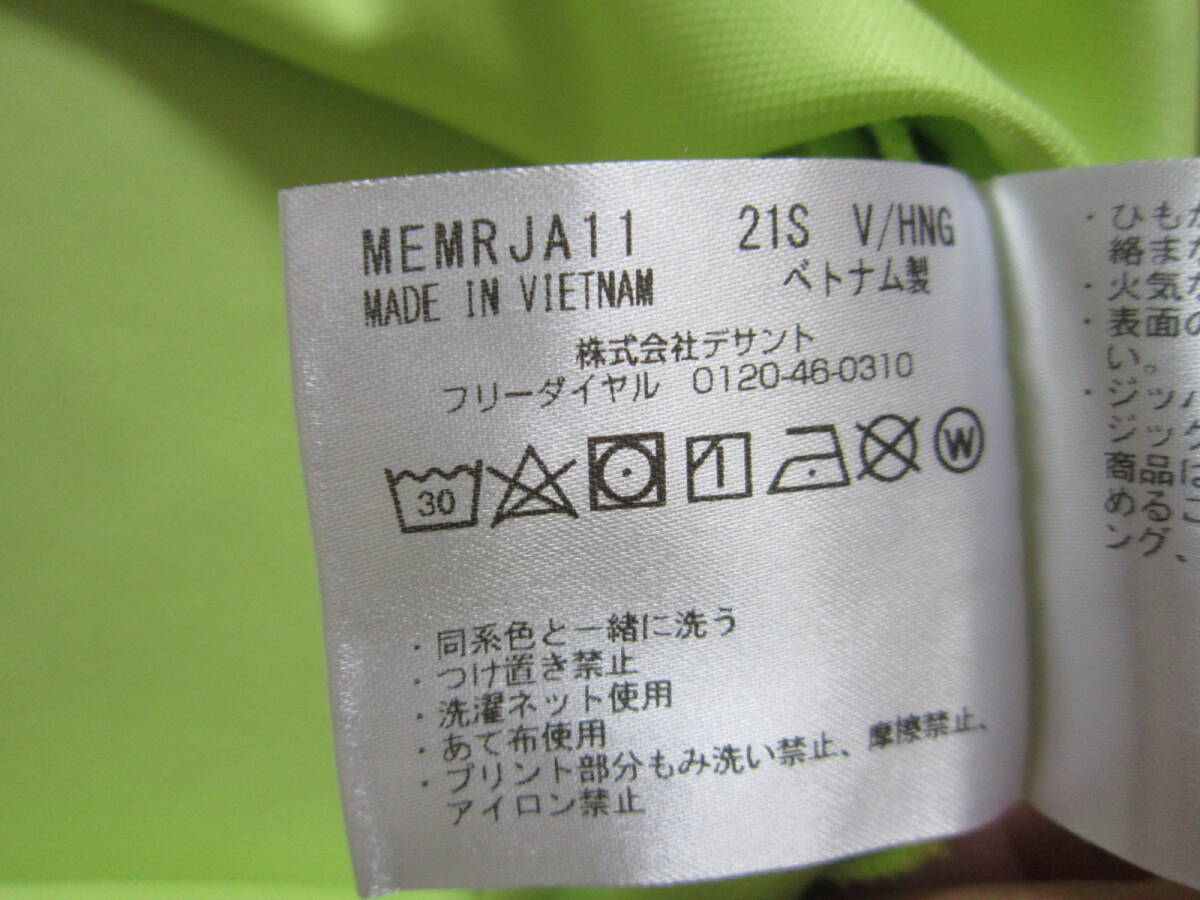 MEMRJA11 21S V/HNG
MADE IN VIETNAM ベトナム製
株式会社デサント
フリーダイヤル 0120-46-0310
30 W
・同系色と一緒に洗う
・つけ置き禁止
・洗濯ネット使用
・あて布使用
・プリント部分もみ洗い禁止、摩擦禁止、
アイロン禁止
・ひも
絡ま
・火気
・表面の
い。
・ジッ
ジッ
商品は
めるこ
ング、